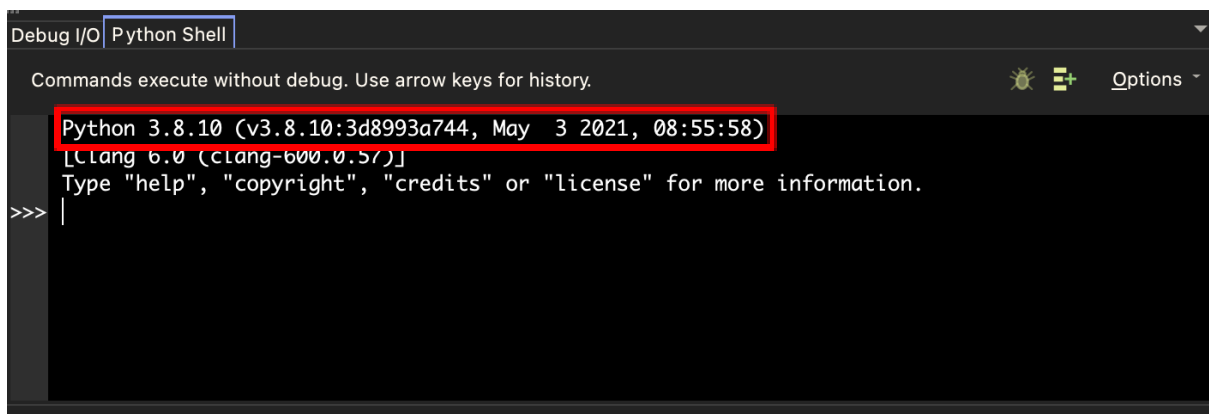 Debug I/O Python Shell
Commands execute without debug. Use arrow keys for history. Options
Python 3.8.10 (v3.8.10:3d8993a744, May  3 2021, 08:55:58)
[Clang 6.0 (clang-600.0.57)]
Type "help", "copyright", "credits" or "license" for more information.
>>>